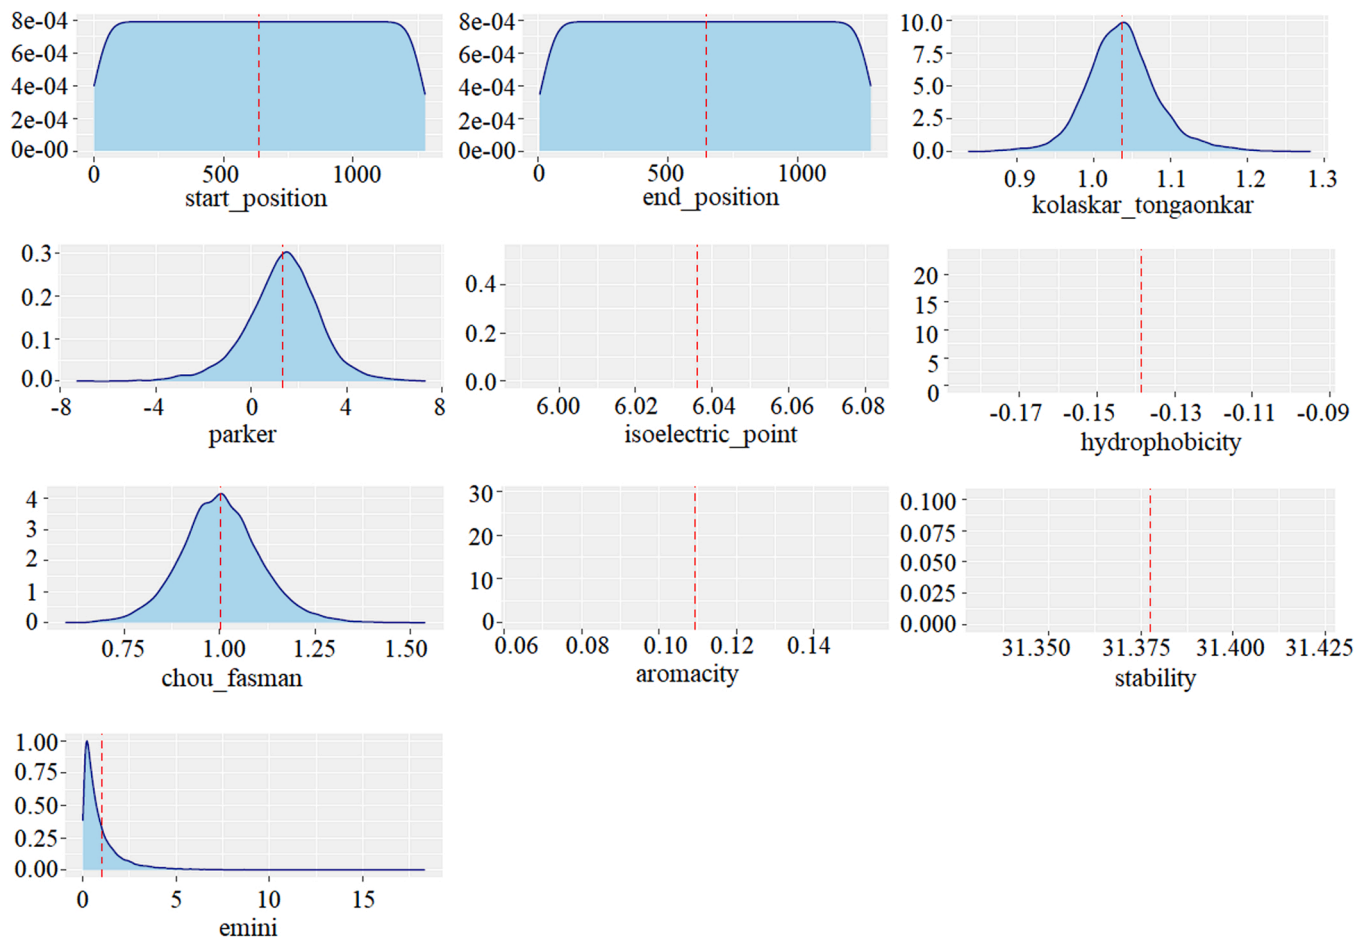 8e-04
6e-04
4e-04
2e-04
0e-00
0 500 1000
start_position
8e-04
6e-04
4e-04
2e-04
0e-00
0 500 1000
end_position
10.0
7.5
5.0
2.5
0.0
0.9 1.0 1.1 1.2 1.3
kolaskar_tongaonkar
0.3
0.2
0.1
0.0
-8 -4 0 4 8
parker
0.4
0.2
0.0
6.00 6.02 6.04 6.06 6.08
isoelectric_point
20
15
10
5
0
-0.17 -0.15 -0.13 -0.11 -0.09
hydrophobicity
4
3
2
1
0
0.75 1.00 1.25 1.50
chou_fasman
30
20
10
0
0.06 0.08 0.10 0.12 0.14
aromacity
0.100
0.075
0.050
0.025
0.000
31.350 31.375 31.400 31.425
stability
1.00
0.75
0.50
0.25
0.00
0 5 10 15
emini